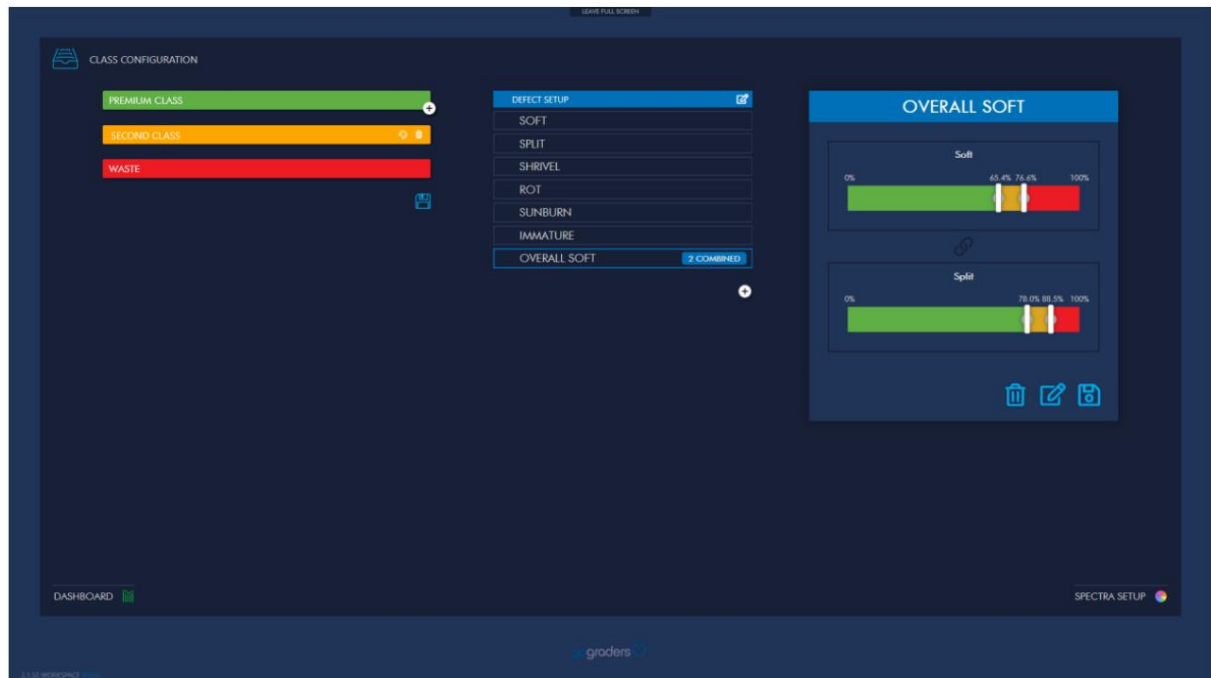 LEAVE FULL SCREEN
CLASS CONFIGURATION
PREMIUM CLASS
SECOND CLASS
WASTE
DEFECT SETUP
SOFT
SPLIT
SHRIVEL
ROT
SUNBURN
IMMATURE
OVERALL SOFT 2 COMBINED
OVERALL SOFT
Soft
0% 65.4% 76.6% 100%
Split
0% 78.0% 88.5% 100%
DASHBOARD
SPECTRA SETUP
graders
WORKSPACE